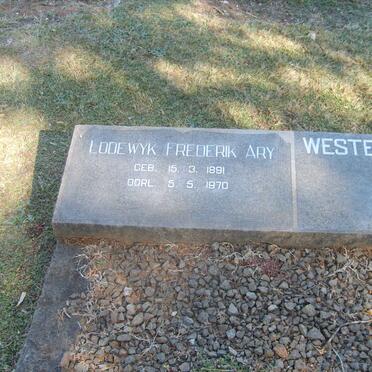 LODEWYK FREDERIK ARY
GEB. 15. 3. 1891
OORL. 5. 5. 1970
WESTE